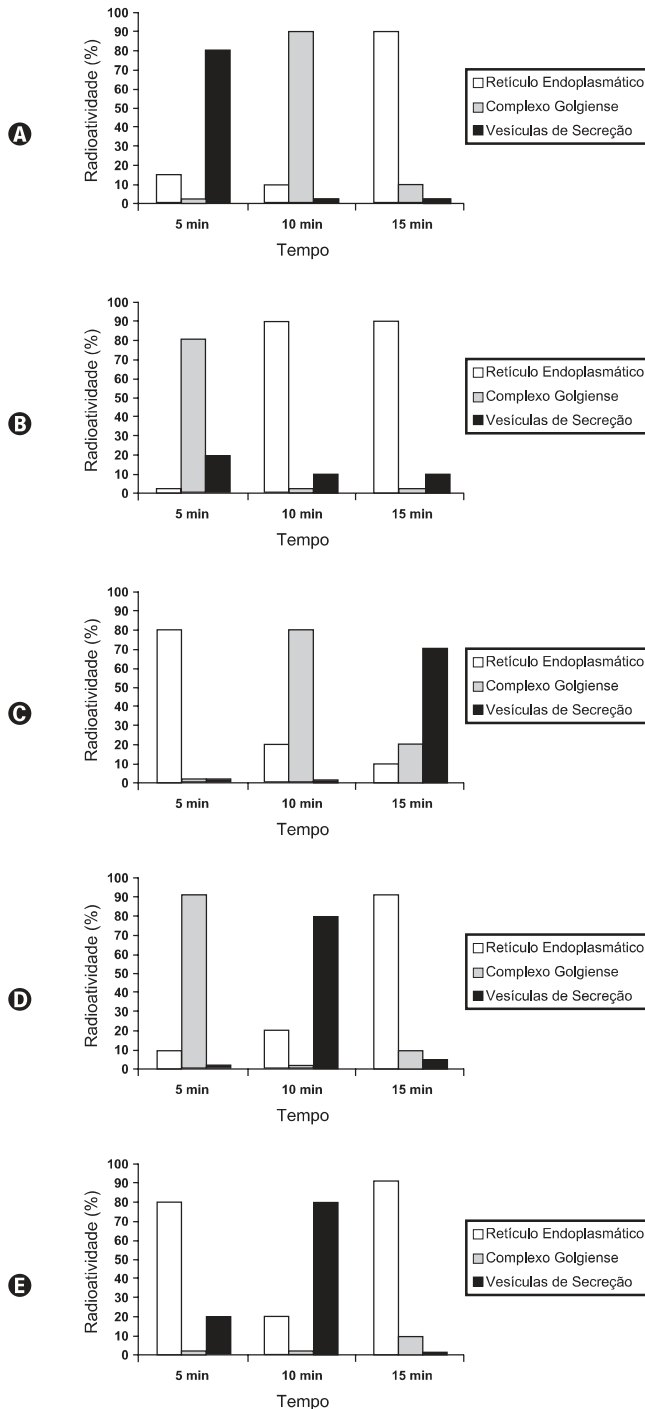 A
Radioatividade (%)
100
90
80
70
60
50
40
30
20
10
0
5 min 10 min 15 min
Tempo
Retículo Endoplasmático
Complexo Golgiense
Vesículas de Secreção
B
Radioatividade (%)
100
90
80
70
60
50
40
30
20
10
0
5 min 10 min 15 min
Tempo
Retículo Endoplasmático
Complexo Golgiense
Vesículas de Secreção
C
Radioatividade (%)
100
90
80
70
60
50
40
30
20
10
0
5 min 10 min 15 min
Tempo
Retículo Endoplasmático
Complexo Golgiense
Vesículas de Secreção
D
Radioatividade (%)
100
90
80
70
60
50
40
30
20
10
0
5 min 10 min 15 min
Tempo
Retículo Endoplasmático
Complexo Golgiense
Vesículas de Secreção
E
Radioatividade (%)
100
90
80
70
60
50
40
30
20
10
0
5 min 10 min 15 min
Tempo
Retículo Endoplasmático
Complexo Golgiense
Vesículas de Secreção